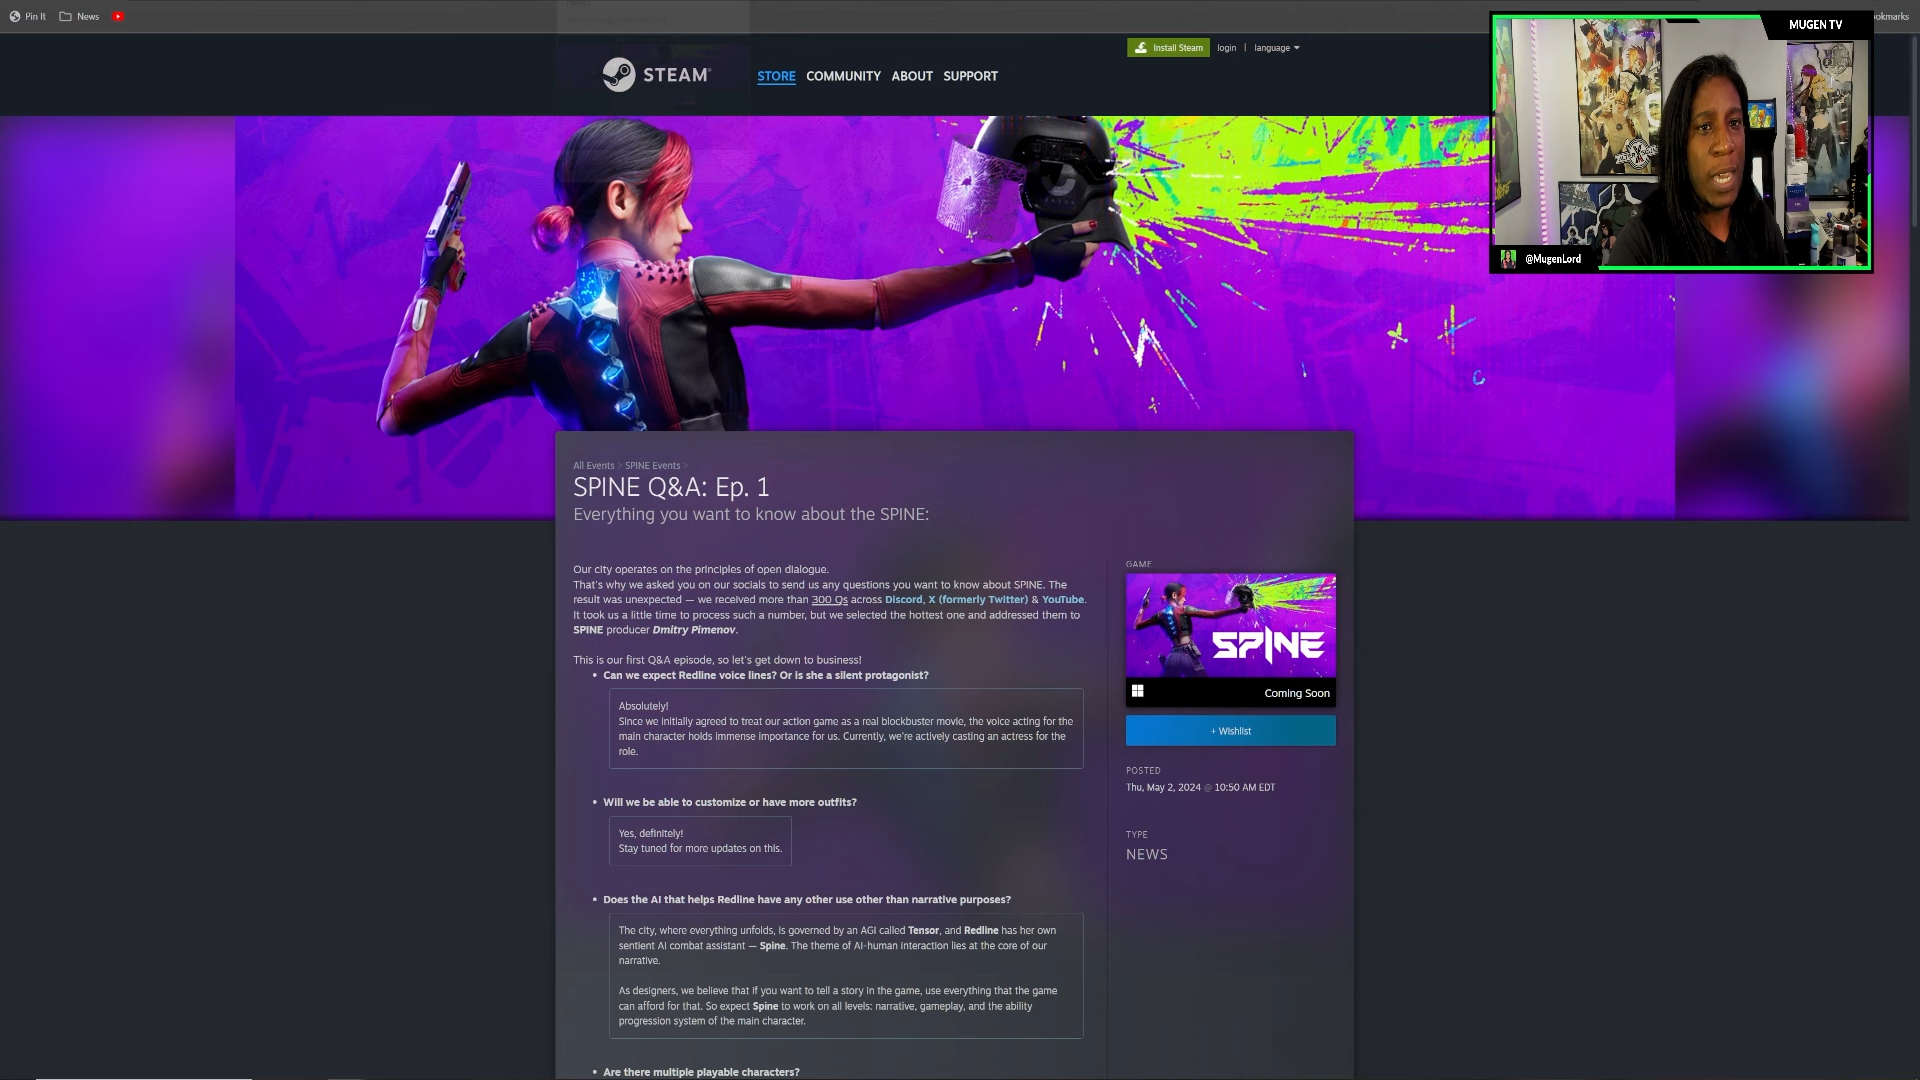 Pin It
News
okmarks
MUGEN TV
Install Steam
login
|
language
STEAM
STORE
COMMUNITY
ABOUT
SUPPORT
@MugenLord
All Events > SPINE Events >
SPINE Q&A: Ep. 1
Everything you want to know about the SPINE:
Our city operates on the principles of open dialogue.
That's why we asked you on our socials to send us any questions you want to know about SPINE. The
result was unexpected — we received more than 300 Qs across Discord, X (formerly Twitter) & YouTube.
It took us a little time to process such a number, but we selected the hottest one and addressed them to
SPINE producer Dmitry Pimenov.
This is our first Q&A episode, so let's get down to business!
• Can we expect Redline voice lines? Or is she a silent protagonist?
Absolutely!
Since we initially agreed to treat our action game as a real blockbuster movie, the voice acting for the
main character holds immense importance for us. Currently, we're actively casting an actress for the
role.
• Will we be able to customize or have more outfits?
Yes, definitely!
Stay tuned for more updates on this.
• Does the AI that helps Redline have any other use other than narrative purposes?
The city, where everything unfolds, is governed by an AGI called Tensor, and Redline has her own
sentient AI combat assistant — Spine. The theme of AI-human interaction lies at the core of our
narrative.
As designers, we believe that if you want to tell a story in the game, use everything that the game
can afford for that. So expect Spine to work on all levels: narrative, gameplay, and the ability
progression system of the main character.
• Are there multiple playable characters?
GAME
SPINE
Coming Soon
+ Wishlist
POSTED
Thu, May 2, 2024 @ 10:50 AM EDT
TYPE
NEWS